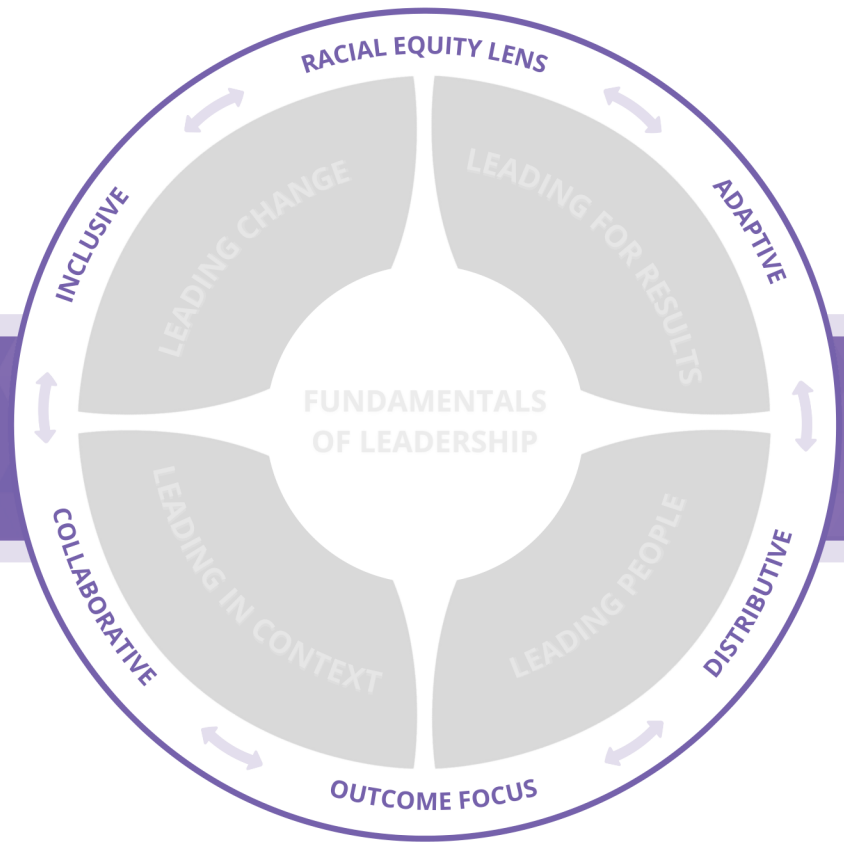 RACIAL EQUITY LENS
ADAPTIVE
DISTRIBUTIVE
OUTCOME FOCUS
COLLABORATIVE
INCLUSIVE
LEADING CHANGE
LEADING FOR RESULTS
LEADING PEOPLE
LEADING IN CONTEXT
FUNDAMENTALS
OF LEADERSHIP